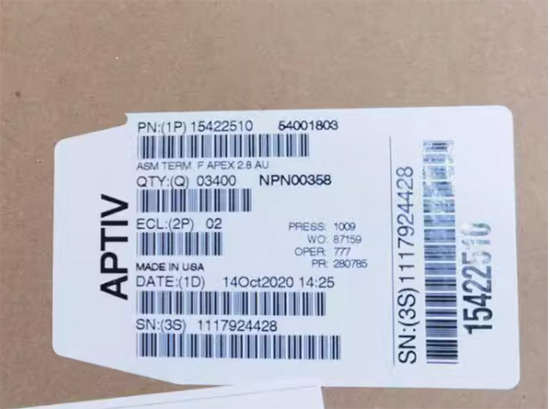 APTIV
PN:(1P) 15422510 54001803
ASM TERM F APEX 2.8 AU
QTY:(Q) 03400 NPN00358
ECL:(2P) 02
PRESS: 1009
WO: 87159
OPER: 777
PR: 280785
MADE IN USA
DATE:(1D) 14Oct2020 14:25
SN:(3S) 1117924428
SN:(3S)1117924428
15422510